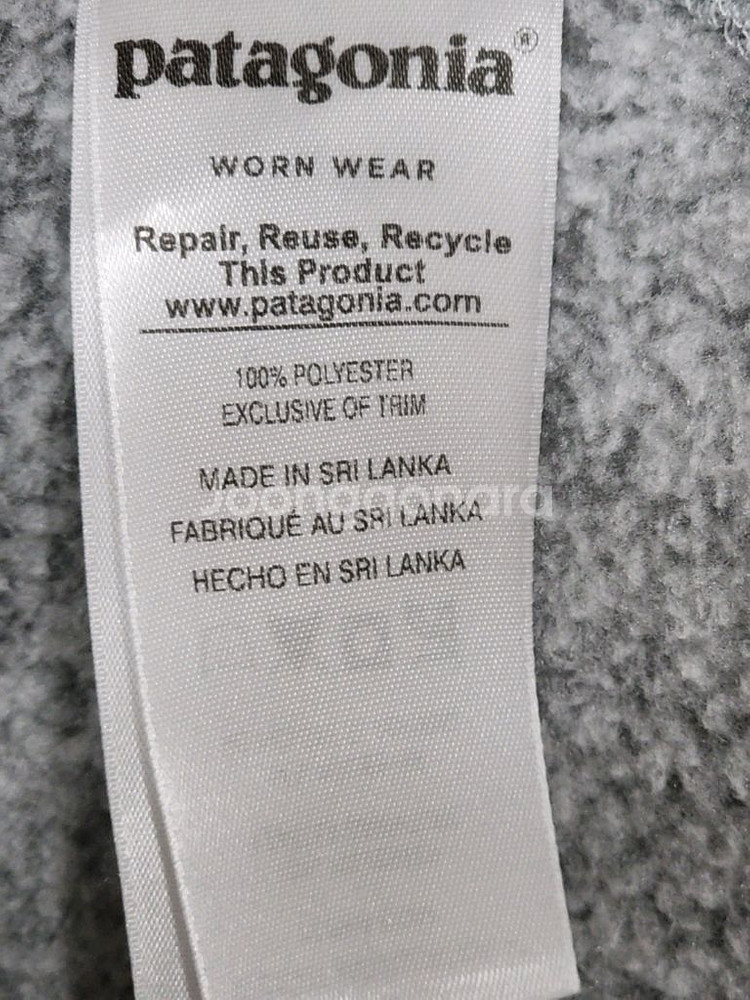 patagonia®
WORN WEAR
Repair, Reuse, Recycle
This Product
www.patagonia.com
100% POLYESTER
EXCLUSIVE OF TRIM
MADE IN SRI LANKA
FABRIQUÉ AU SRI LANKA
HECHO EN SRI LANKA